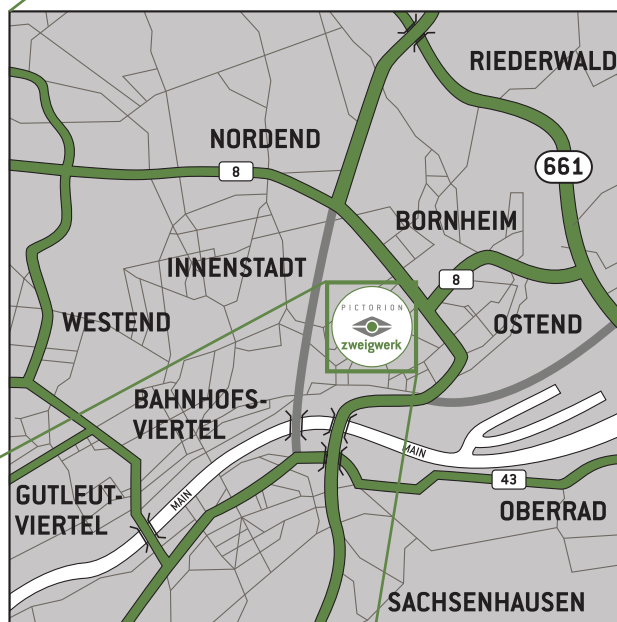 RIEDERWALD
NORDEND
661
8
BORNHEIM
INNENSTADT
8
PICTORION
zweigwerk
WESTEND
OSTEND
BAHNHOFS-
VIERTEL
MAIN
43
GUTLEUT-
VIERTEL
MAIN
OBERRAD
SACHSENHAUSEN